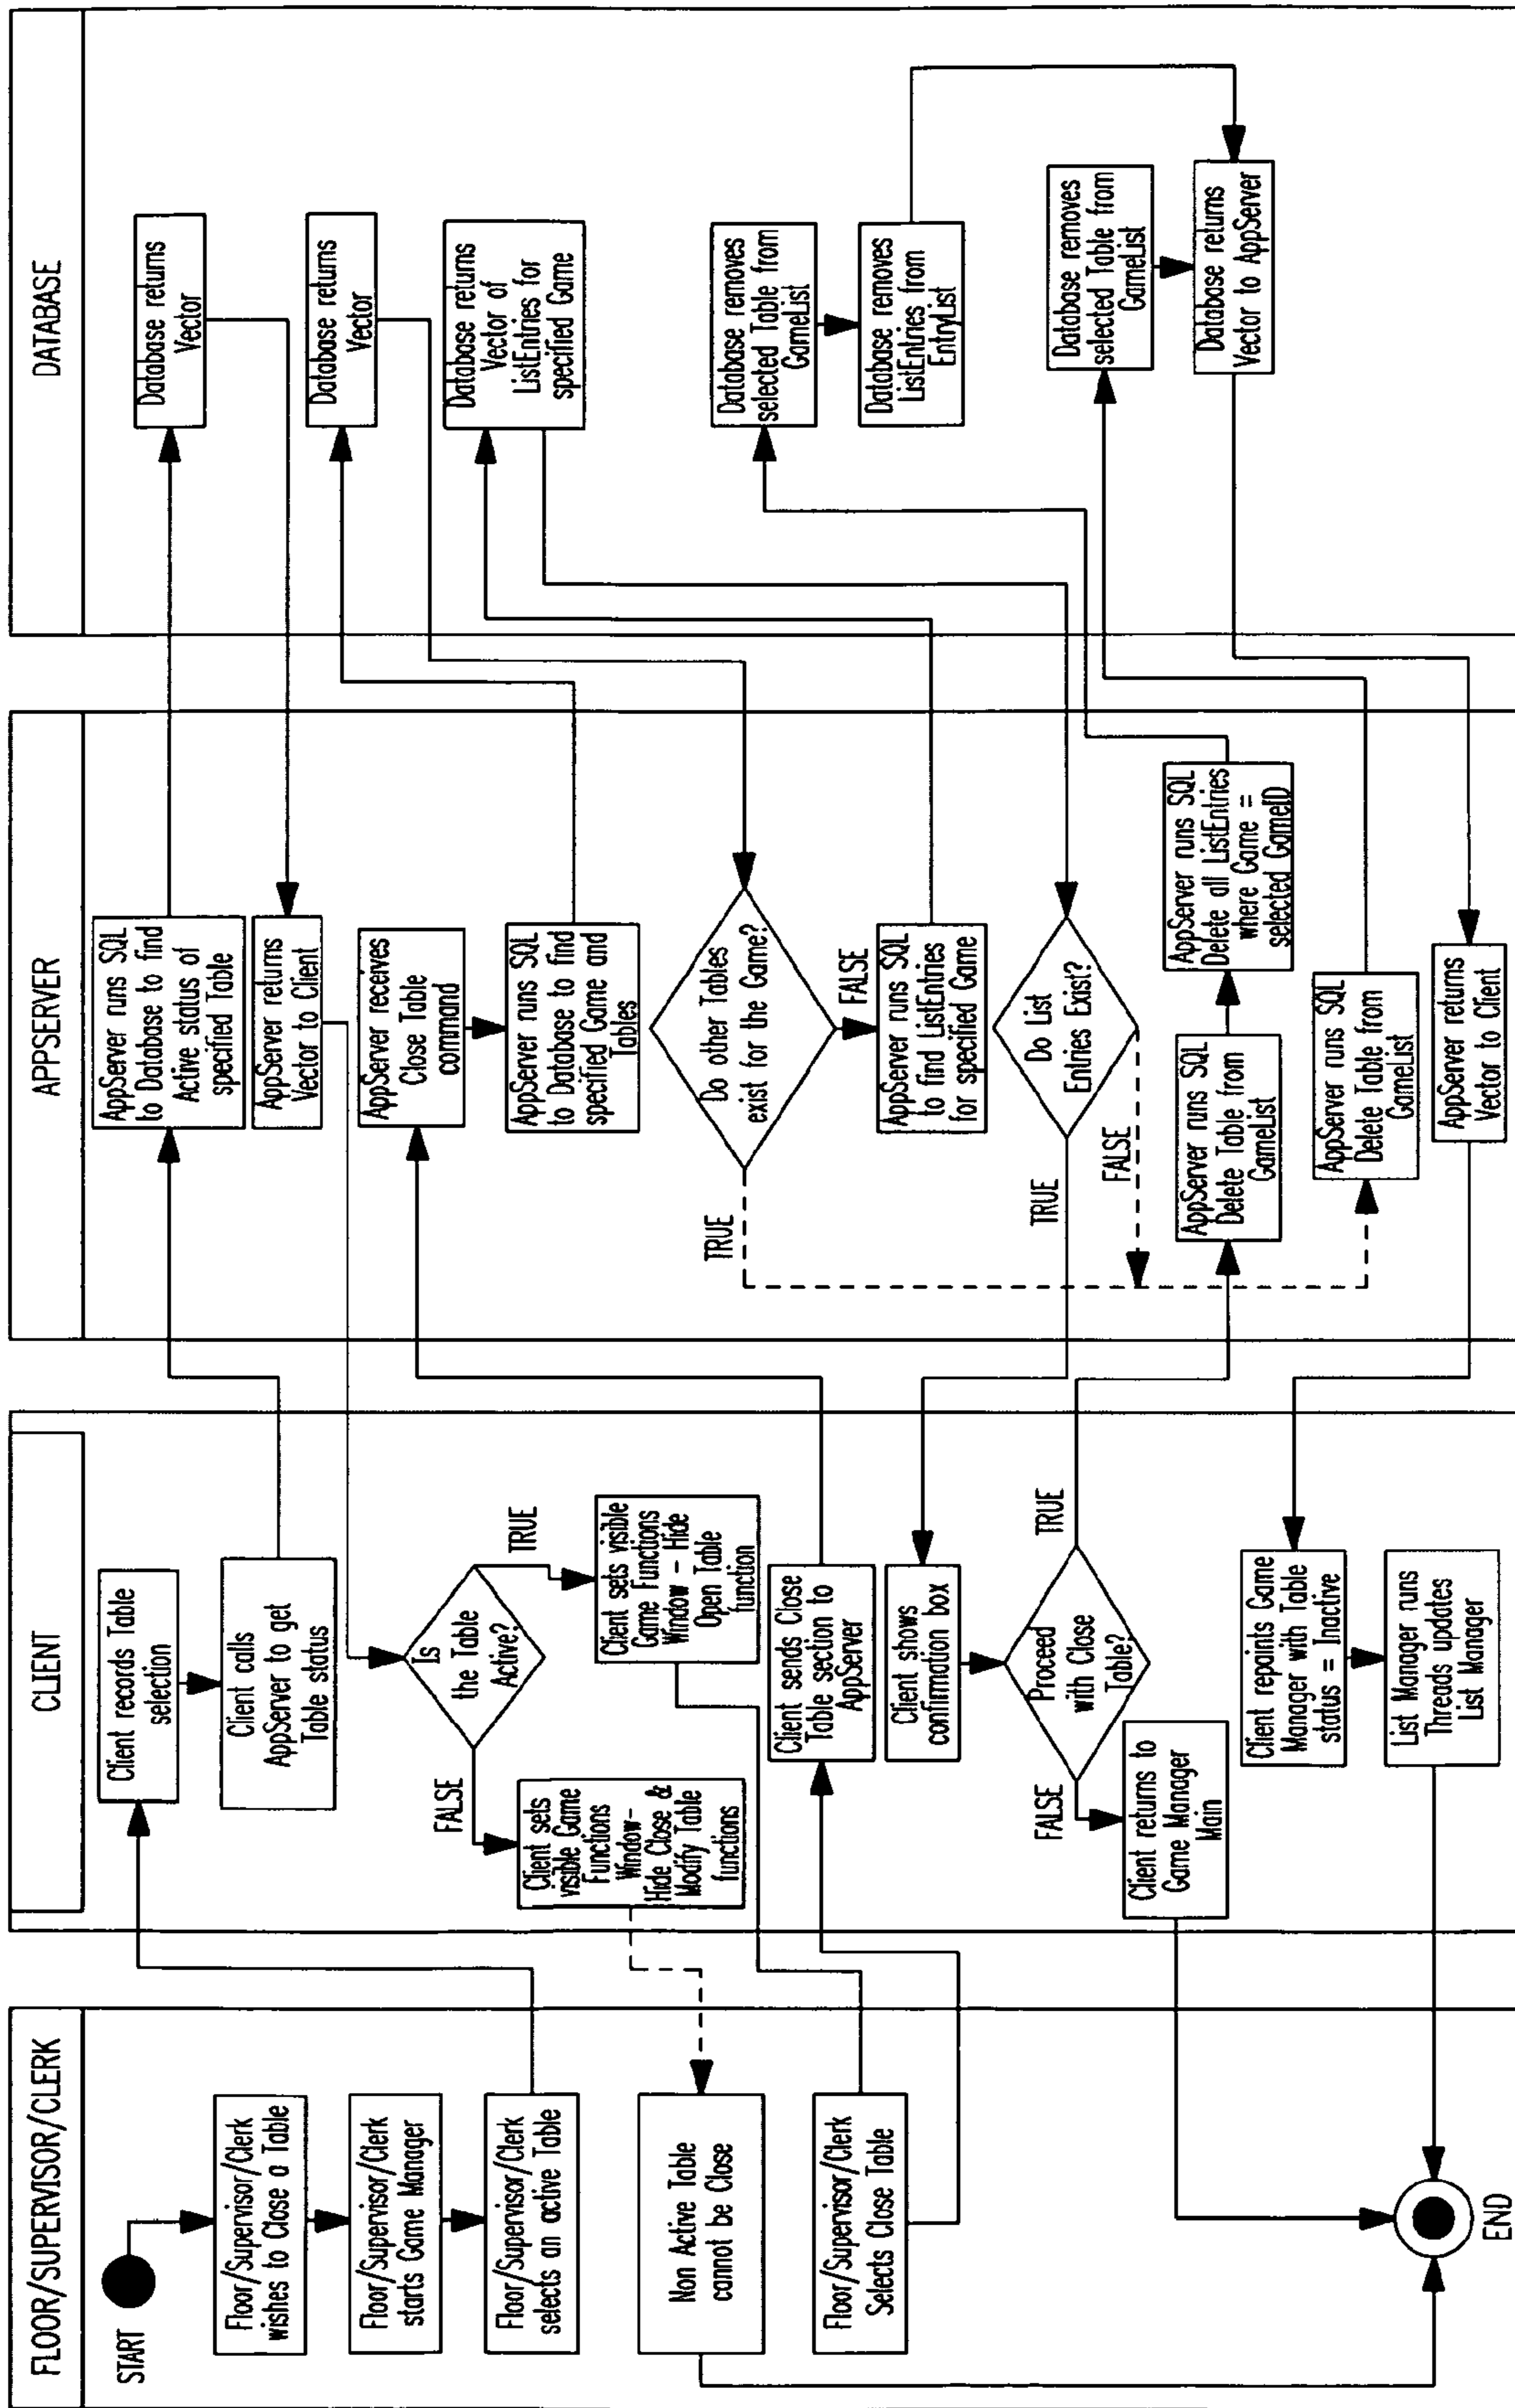 FLOOR/SUPERVISOR/CLERK
START
Floor/Supervisor/Clerk
wishes to Close a Table
Floor/Supervisor/Clerk
starts Game Manager
Floor/Supervisor/Clerk
selects an active Table
Non Active Table
cannot be Close
Floor/Supervisor/Clerk
Selects Close Table
END
CLIENT
Client records Table
selection
Client calls
AppServer to get
Table status
Is
the Table
Active?
TRUE
FALSE
Client sets visible
Game Functions
Window - Hide
Open Table
function
Client sets
visible Game
Functions
Window-
Hide Close &
Modify Table
functions
Client sends Close
Table section to
AppServer
Client shows
confirmation box
Proceed
with Close
Table?
TRUE
FALSE
Client returns to
Game Manager
Main
Client repaints Game
Manager with Table
status = Inactive
List Manager runs
Threads updates
List Manager
APPSERVER
AppServer runs SQL
to Database to find
Active status of
specified Table
AppServer returns
Vector to Client
AppServer receives
Close Table
command
AppServer runs SQL
to Database to find
specified Game and
Tables
Do other Tables
exist for the Game?
TRUE
FALSE
AppServer runs SQL
to find ListEntries
for specified Game
Do List
Entries Exist?
TRUE
FALSE
AppServer runs SQL
Delete Table from
GameList
AppServer runs SQL
Delete all ListEntries
where Game =
selected GameID
AppServer runs SQL
Delete Table from
GameList
AppServer returns
Vector to Client
DATABASE
Database returns
Vector
Database returns
Vector
Database returns
Vector of
ListEntries for
specified Game
Database removes
selected Table from
GameList
Database removes
ListEntries from
EntryList
Database removes
selected Table from
GameList
Database returns
Vector to AppServer